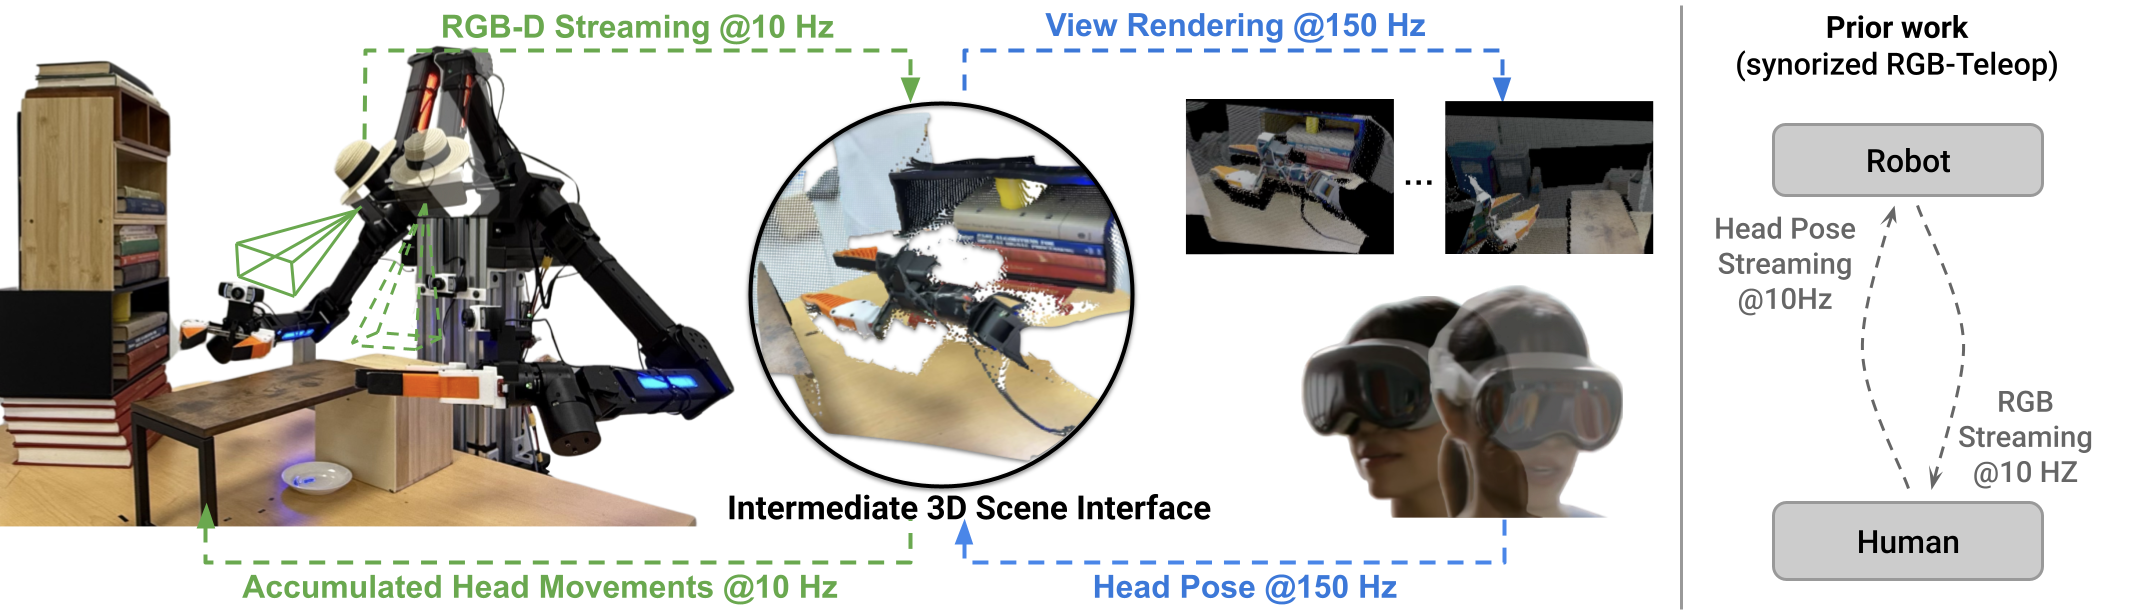 RGB-D Streaming @10 Hz
View Rendering @150 Hz
...
Intermediate 3D Scene Interface
Accumulated Head Movements @10 Hz
Head Pose @150 Hz
Prior work
(synorized RGB-Teleop)
Robot
Head Pose
Streaming
@10Hz
RGB
Streaming
@10 HZ
Human